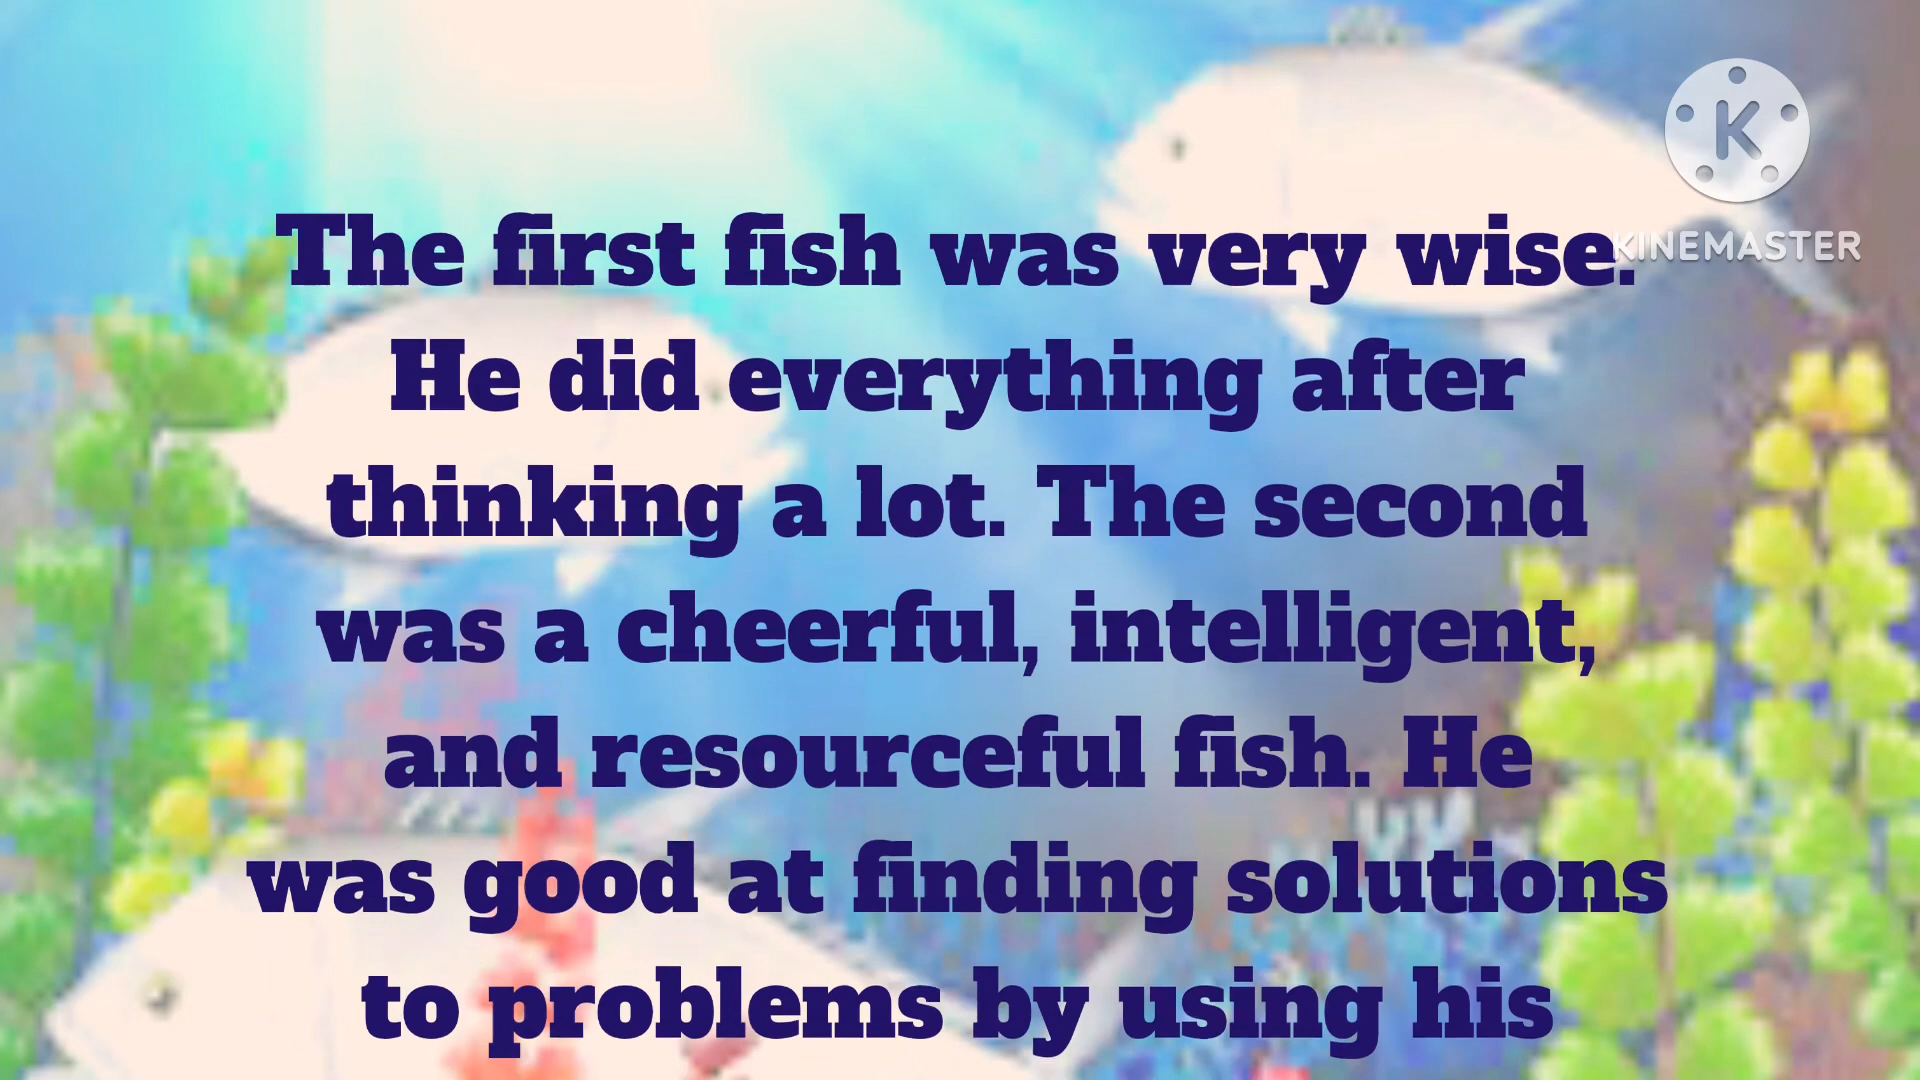 K
KINEMASTER
The first fish was very wise.
He did everything after
thinking a lot. The second
was a cheerful, intelligent,
and resourceful fish. He
was good at finding solutions
to problems by using his